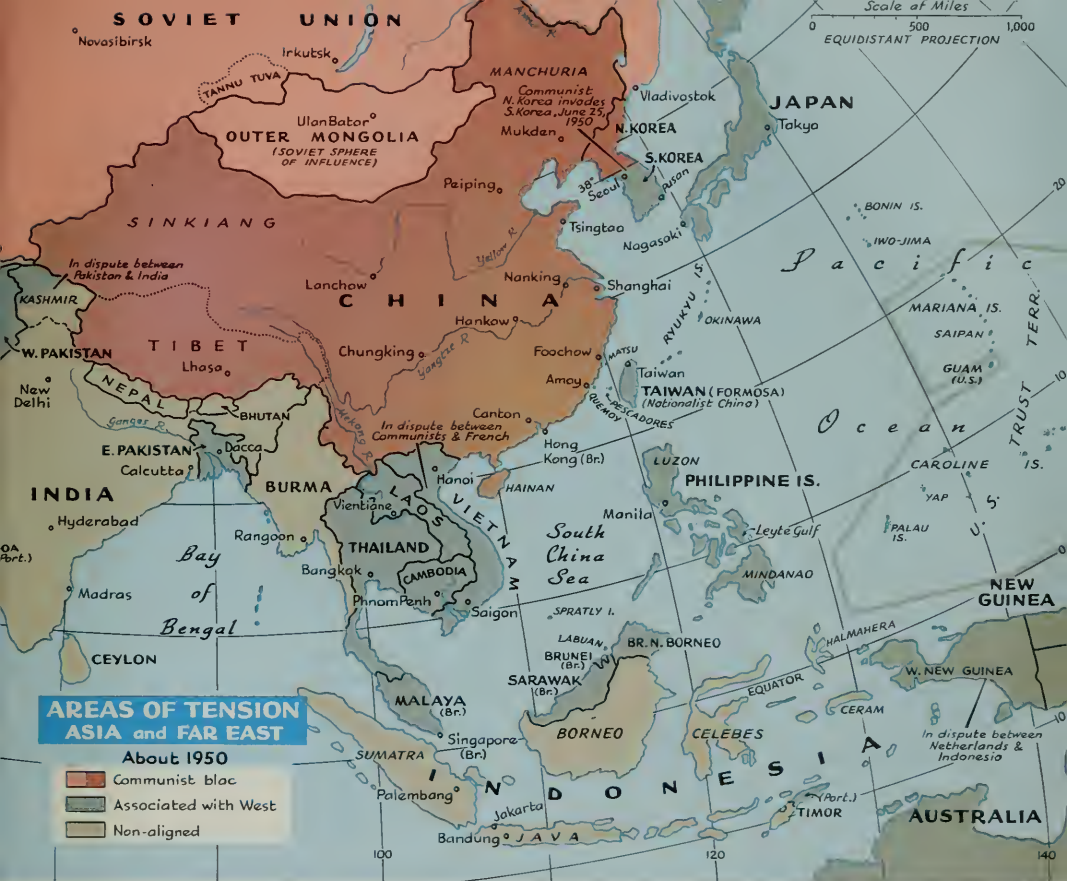 SOVIET UNION
Novosibirsk
Irkutsk
TANNU TUVA
Amur R.
Scale of Miles
0 500 1,000
EQUIDISTANT PROJECTION
MANCHURIA
Communist
N. Korea invades
S. Korea, June 25,
1950
Mukden
Vladivostok
JAPAN
Tokyo
Ulan Bator
OUTER MONGOLIA
(SOVIET SPHERE
OF INFLUENCE)
N. KOREA
S. KOREA
38°
Seoul
Pusan
Peiping
SINKIANG
Tsingtao
Nagasaki
Yellow R.
20
BONIN IS.
IWO-JIMA
Pacific
In dispute between
Pakistan & India
KASHMIR
Lanchow
Nanking
Shanghai
CHINA
Hankow
RYUKYU IS.
OKINAWA
MARIANA IS.
SAIPAN
GUAM
(U.S.)
W. PAKISTAN
TIBET
Lhasa
Chungking
Yangtze R.
Foochow
MATSU
Taiwan
TAIWAN (FORMOSA)
(Nationalist China)
Amoy
QUEMOY
PESCADORES
New
Delhi
NEPAL
BHUTAN
Ganges R.
Mekong R.
In dispute between
Communists & French
Canton
Hong
Kong (Br.)
10
Ocean
U.S. TRUST TERR.
E. PAKISTAN
Dacca
Calcutta
Hanoi
HAINAN
LUZON
CAROLINE IS.
YAP
PALAU
IS.
INDIA
BURMA
LAOS
Vientiane
VIETNAM
PHILIPPINE IS.
Manila
Leyte Gulf
Hyderabad
OA
Port.)
Rangoon
THAILAND
South
China
Sea
Bay
of
Bengal
Bangkok
CAMBODIA
MINDANAO
0
Madras
Phnom Penh
Saigon
NEW
GUINEA
SPRATLY I.
CEYLON
LABUAN
BRUNEI
(Br.)
BR. N. BORNEO
HALMAHERA
SARAWAK
(Br.)
EQUATOR
W. NEW GUINEA
MALAYA
(Br.)
CERAM
10
AREAS OF TENSION
ASIA and FAR EAST
Singapore
(Br.)
BORNEO
CELEBES
In dispute between
Netherlands &
Indonesia
About 1950
SUMATRA
INDONESIA
Communist bloc
Associated with West
Palembang
Jakarta
(Port.)
TIMOR
AUSTRALIA
Non-aligned
Bandung
JAVA
100
120
140